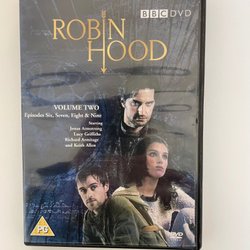 ROBIN
HOOD
BBC DVD
VOLUME TWO
Episodes Six, Seven, Eight & Nine
Starring
Jonas Armstrong
Lucy Griffiths
Richard Armitage
and Keith Allen
PG
DVD